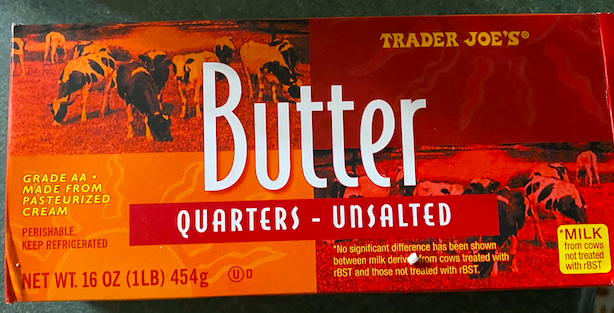 TRADER JOE'S®
Butter
QUARTERS - UNSALTED
GRADE AA •
MADE FROM
PASTEURIZED
CREAM
PERISHABLE,
KEEP REFRIGERATED
NET WT. 16 OZ (1LB) 454g
U D
*No significant difference has been shown
between milk derived from cows treated with
rBST and those not treated with rBST.
*MILK
from cows
not treated
with rBST